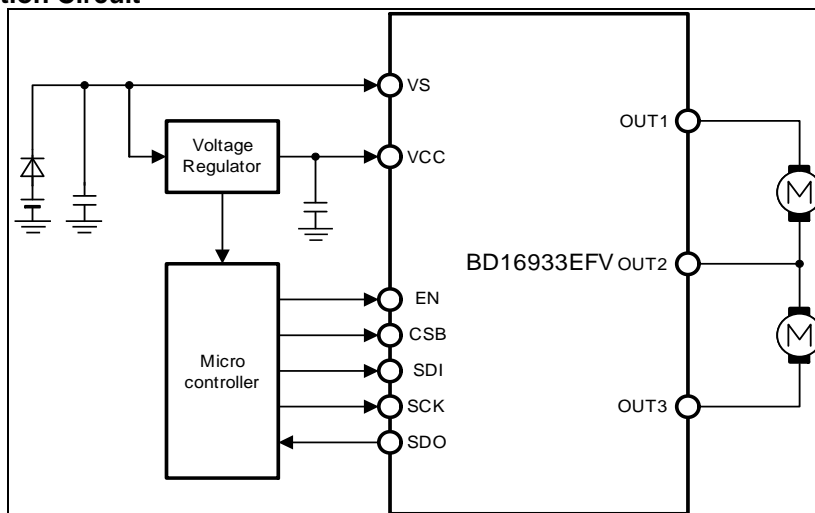 VS
OUT1
Voltage
Regulator
VCC
M
BD16933EFV
OUT2
EN
CSB
Micro
controller
SDI
M
SCK
OUT3
SDO